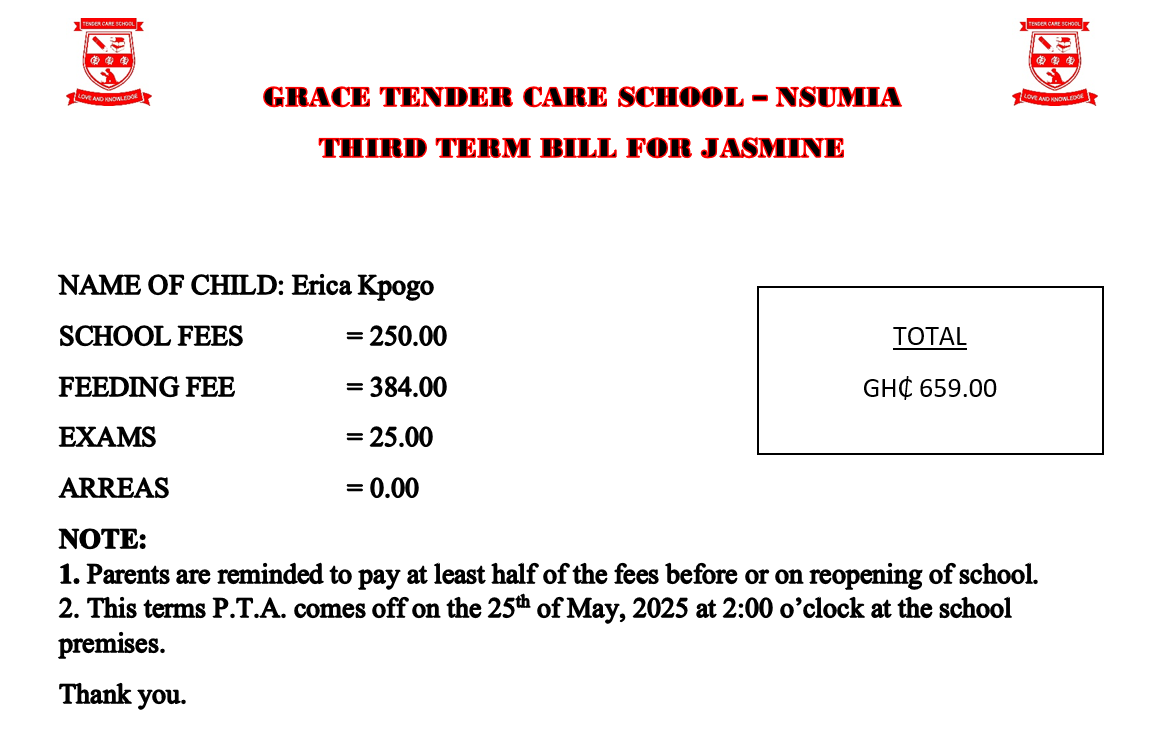 TENDER CARE SCHOOL
LOVE AND KNOWLEDGE
TENDER CARE SCHOOL
LOVE AND KNOWLEDGE
GRACE TENDER CARE SCHOOL – NSUMIA
THIRD TERM BILL FOR JASMINE
NAME OF CHILD: Erica Kpogo
SCHOOL FEES = 250.00
FEEDING FEE = 384.00
EXAMS = 25.00
ARREAS = 0.00
TOTAL
GH₵ 659.00
NOTE:
1. Parents are reminded to pay at least half of the fees before or on reopening of school.
2. This terms P.T.A. comes off on the 25th of May, 2025 at 2:00 o’clock at the school
premises.
Thank you.